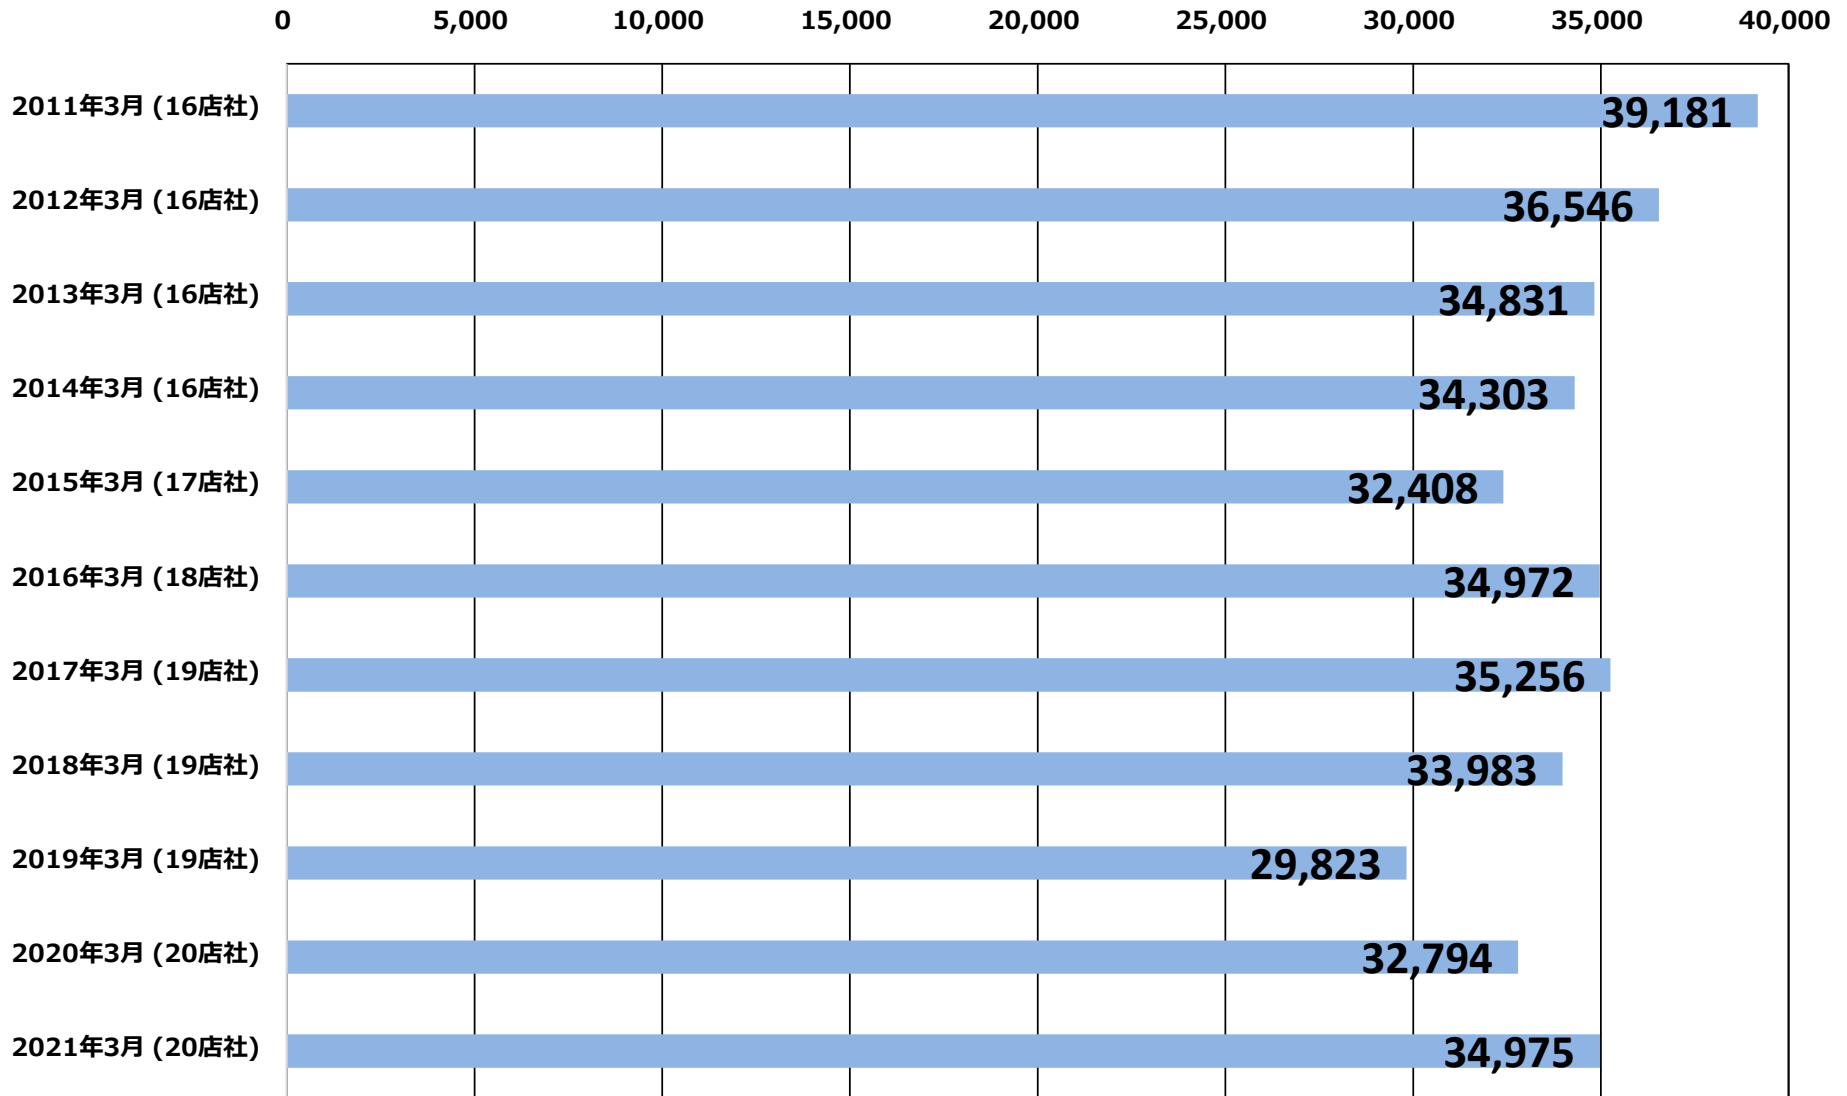 0 5,000 10,000 15,000 20,000 25,000 30,000 35,000 40,000
2011年3月 (16店社) 39,181
2012年3月 (16店社) 36,546
2013年3月 (16店社) 34,831
2014年3月 (16店社) 34,303
2015年3月 (17店社) 32,408
2016年3月 (18店社) 34,972
2017年3月 (19店社) 35,256
2018年3月 (19店社) 33,983
2019年3月 (19店社) 29,823
2020年3月 (20店社) 32,794
2021年3月 (20店社) 34,975